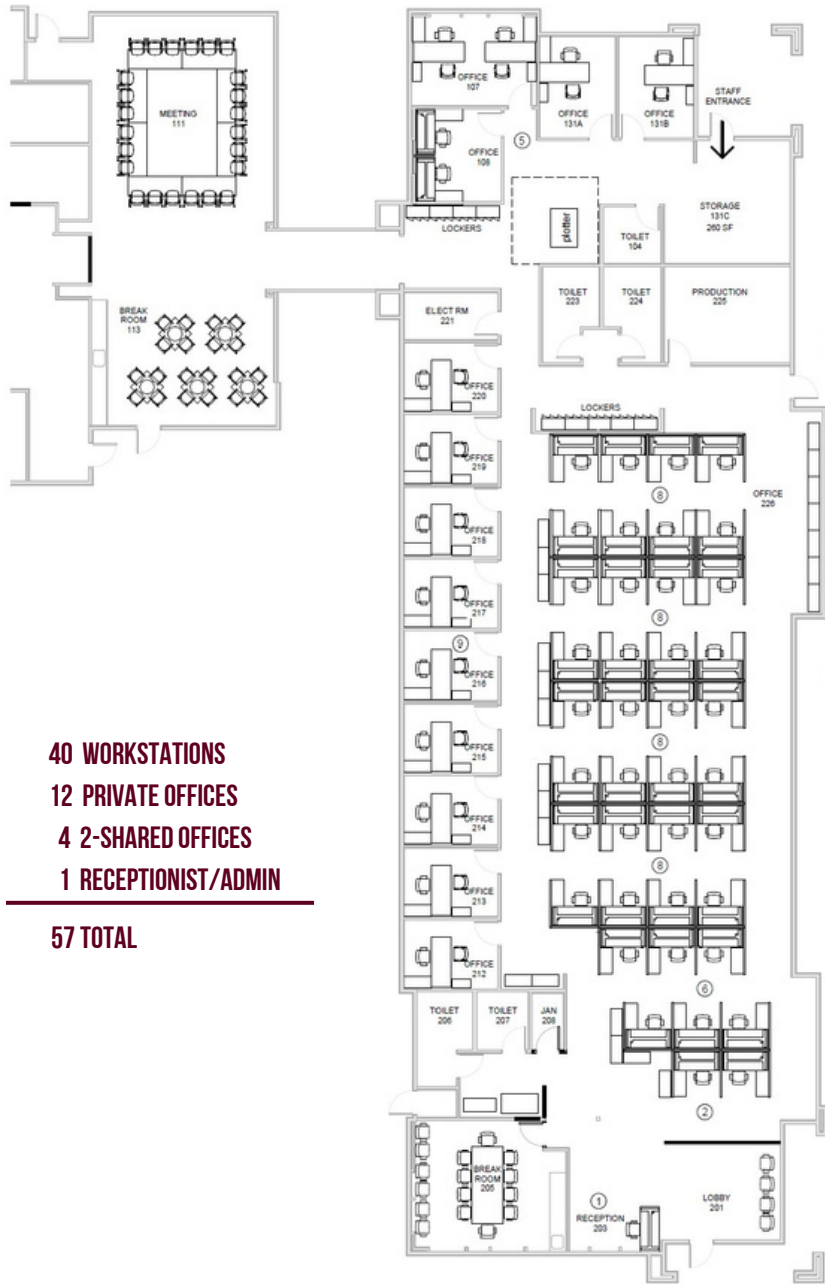 MEETING
111
OFFICE
107
OFFICE
131A
OFFICE
131B
STAFF
ENTRANCE
5
OFFICE
108
STORAGE
131C
260 SF
LOCKERS
plotter
TOILET
104
TOILET
223
TOILET
224
PRODUCTION
225
BREAK
ROOM
113
ELECT RM
221
OFFICE
220
LOCKERS
OFFICE
219
8
OFFICE
226
OFFICE
218
OFFICE
217
8
9
OFFICE
216
OFFICE
215
8
OFFICE
214
8
OFFICE
213
OFFICE
212
6
40 WORKSTATIONS
12 PRIVATE OFFICES
4 2-SHARED OFFICES
1 RECEPTIONIST/ADMIN
57 TOTAL
TOILET
206
TOILET
207
JAN
208
2
BREAK
ROOM
205
1
RECEPTION
203
LOBBY
201